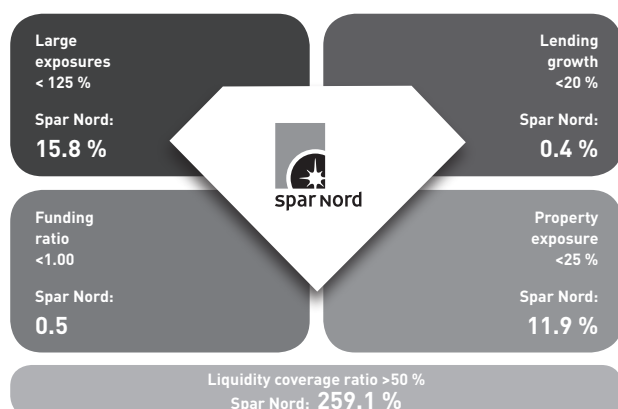 Large
exposures
< 125 %
Spar Nord:
15.8 %
Lending
growth
<20 %
Spar Nord:
0.4 %
spar nord
Funding
ratio
<1.00
Spar Nord:
0.5
Property
exposure
<25 %
Spar Nord:
11.9 %
Liquidity coverage ratio >50 %
Spar Nord: 259.1 %